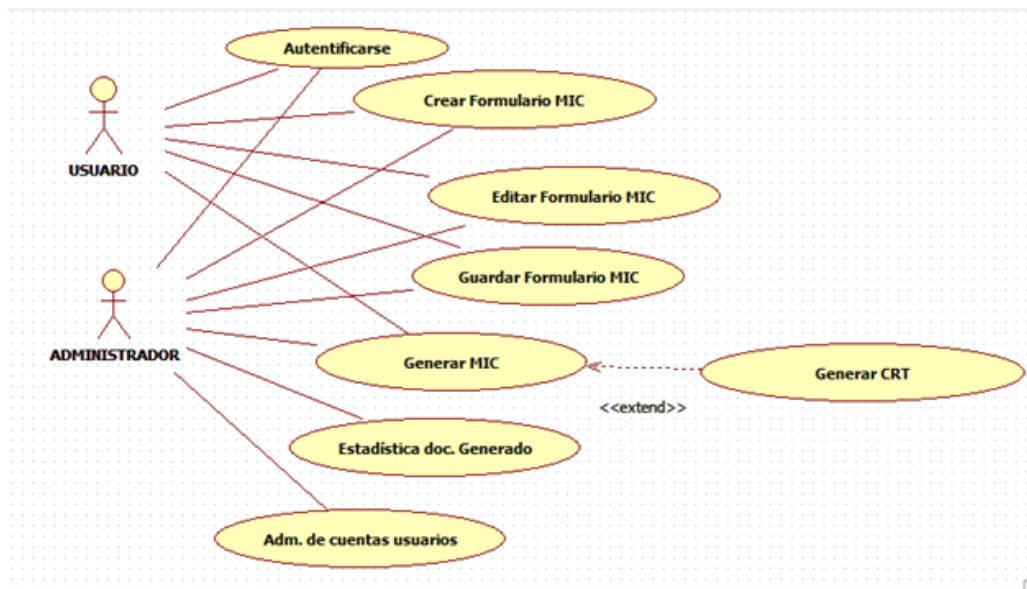 Autentificarse
Crear Formulario MIC
USUARIO
Editar Formulario MIC
Guardar Formulario MIC
ADMINISTRADOR
Generar MIC
Generar CRT
<<extend>>
Estadística doc. Generado
Adm. de cuentas usuarios